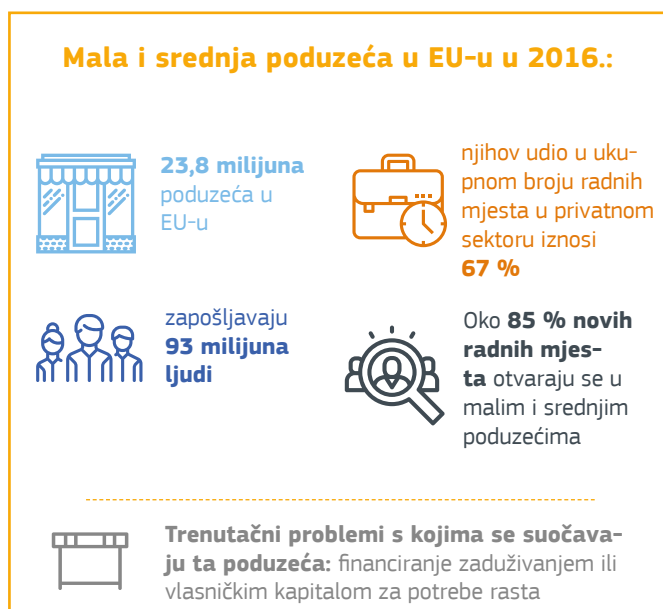 Mala i srednja poduzeća u EU-u u 2016.:
23,8 milijuna
poduzeća u
EU-u
njihov udio u uku-
pnom broju radnih
mjesta u privatnom
sektoru iznosi
67 %
zapošljavaju
93 milijuna
ljudi
Oko 85 % novih
radnih mjes-
ta otvaraju se u
malim i srednjim
poduzećima
Trenutačni problemi s kojima se suočava-
ju ta poduzeća: financiranje zaduživanjem ili
vlasničkim kapitalom za potrebe rasta